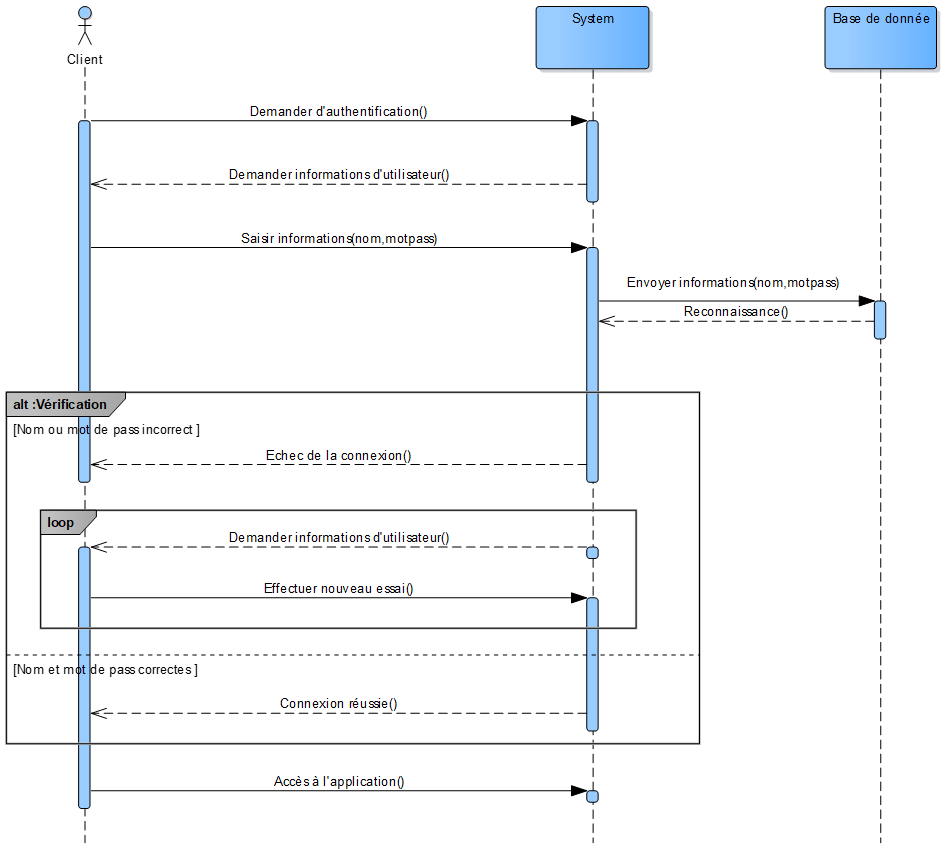 System
Base de donnée
Client
Demander d'authentification()
Demander informations d'utilisateur()
Saisir informations(nom,motpass)
Envoyer informations(nom,motpass)
Reconnaissance()
alt :Vérification
[Nom ou mot de pass incorrect ]
Echec de la connexion()
loop
Demander informations d'utilisateur()
Effectuer nouveau essai()
[Nom et mot de pass correctes ]
Connexion réussie()
Accès à l'application()